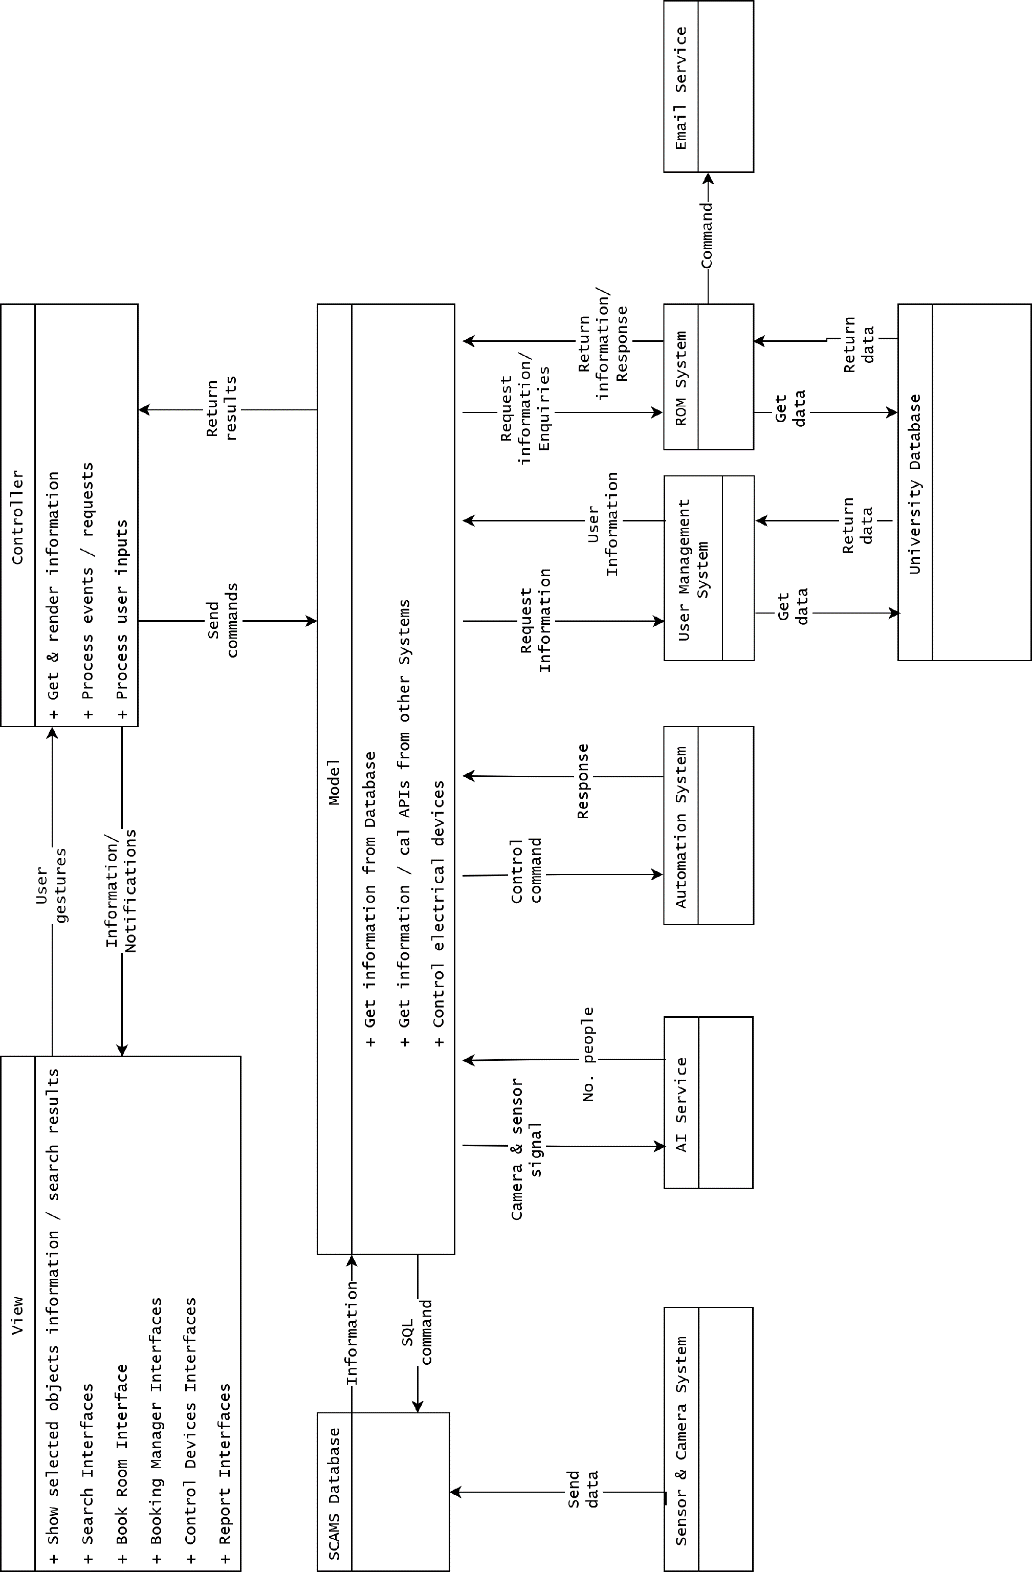 View
+ Show selected objects information / search results
+ Search Interfaces
+ Book Room Interface
+ Booking Manager Interfaces
+ Control Devices Interfaces
+ Report Interfaces
User
gestures
Information/
Notifications
Controller
+ Get & render information
+ Process events / requests
+ Process user inputs
Send
commands
Return
results
SCAMS Database
Information
SQL
command
Model
+ Get information from Database
+ Get information / cal APIs from other Systems
+ Control electrical devices
Send
data
Camera & sensor
signal
No. people
Control
command
Response
Request
Information
User
Information
Request
information/
Enquiries
Return
information/
Response
Sensor & Camera System
AI Service
Automation System
User Management
System
ROM System
Command
Email Service
Get
data
Return
data
Get
data
Return
data
University Database